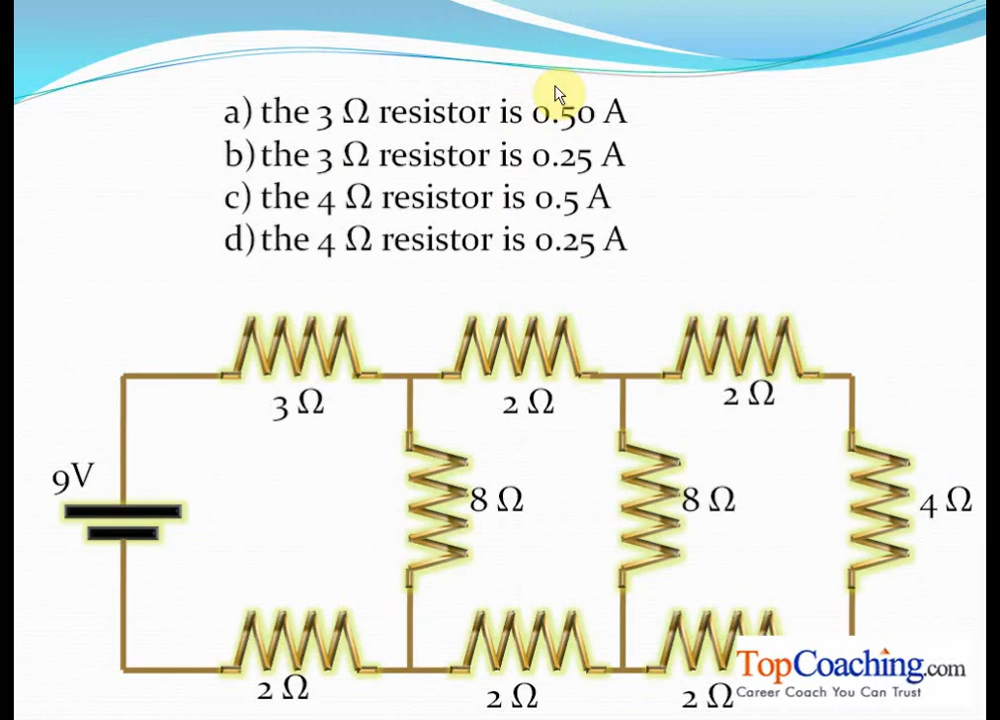 a) the 3 Ω resistor is 0.50 A
b) the 3 Ω resistor is 0.25 A
c) the 4 Ω resistor is 0.5 A
d) the 4 Ω resistor is 0.25 A
3 Ω
2 Ω
2 Ω
9V
8 Ω
8 Ω
4 Ω
2 Ω
2 Ω
2 Ω
TopCoaching.com
Career Coach You Can Trust